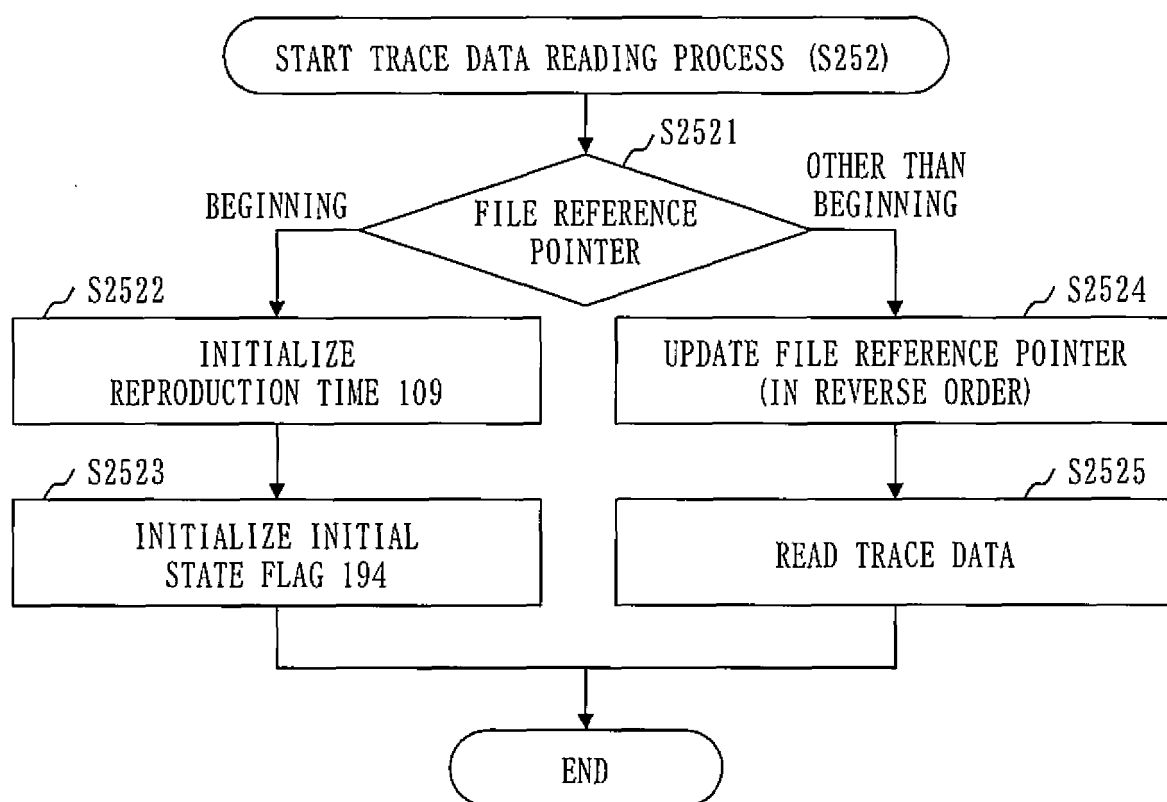 START TRACE DATA READING PROCESS (S252)
S2521
BEGINNING
FILE REFERENCE
POINTER
OTHER THAN
BEGINNING
S2522
INITIALIZE
REPRODUCTION TIME 109
S2524
UPDATE FILE REFERENCE POINTER
(IN REVERSE ORDER)
S2523
INITIALIZE INITIAL
STATE FLAG 194
S2525
READ TRACE DATA
END